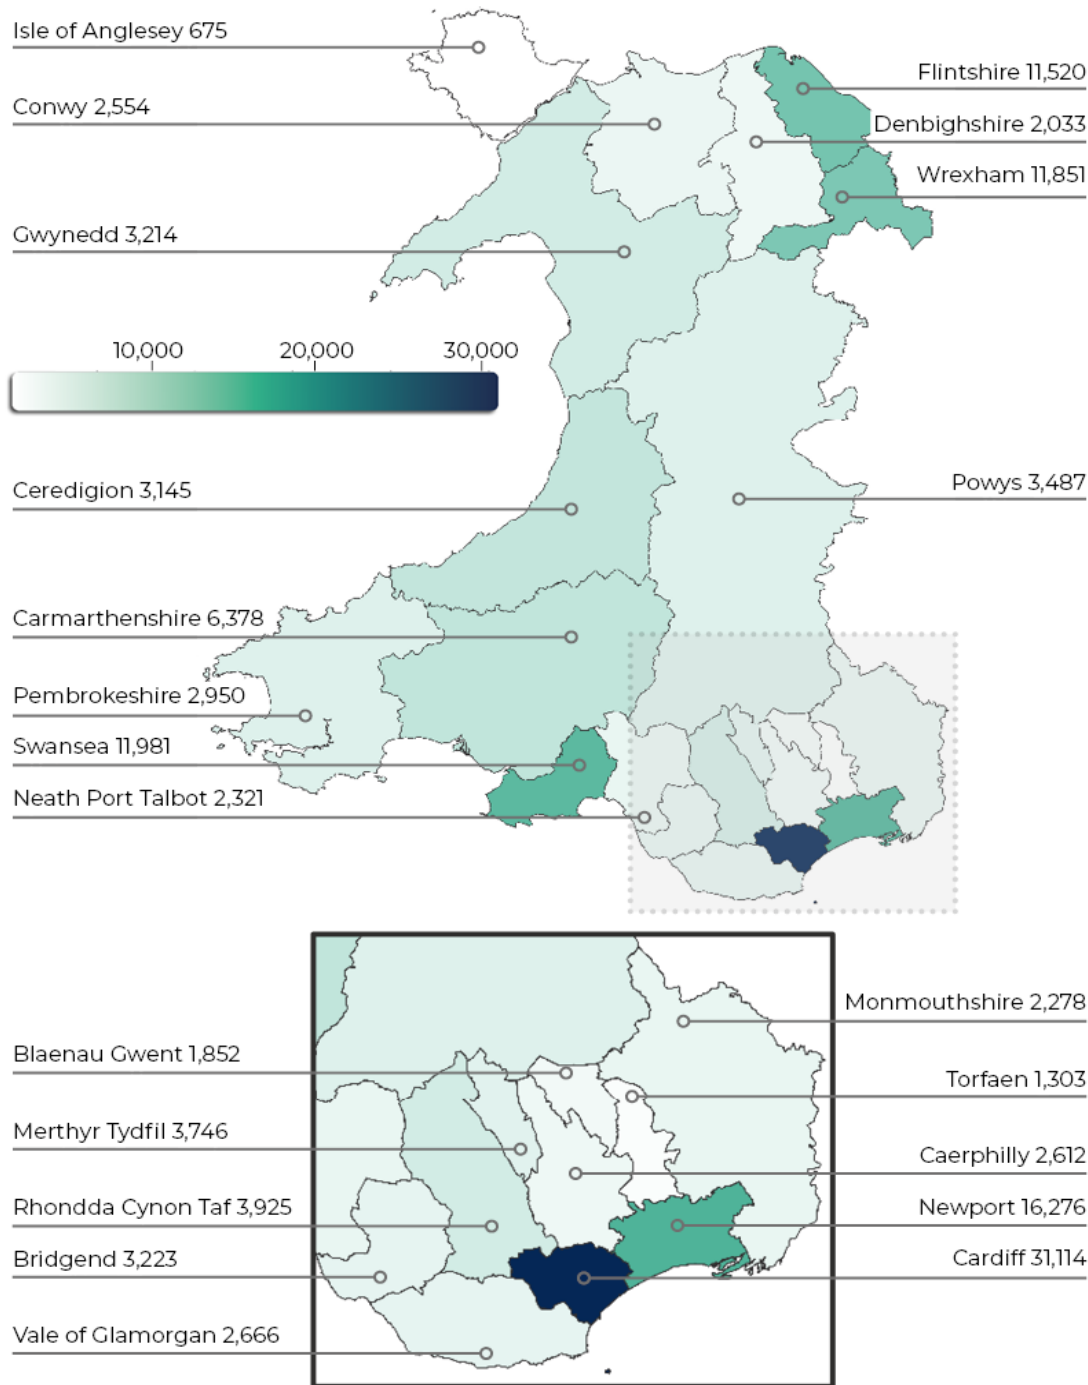 Isle of Anglesey 675
Flintshire 11,520
Conwy 2,554
Denbighshire 2,033
Wrexham 11,851
Gwynedd 3,214
10,000 20,000 30,000
Ceredigion 3,145
Powys 3,487
Carmarthenshire 6,378
Pembrokeshire 2,950
Swansea 11,981
Neath Port Talbot 2,321
Monmouthshire 2,278
Blaenau Gwent 1,852
Torfaen 1,303
Merthyr Tydfil 3,746
Caerphilly 2,612
Rhondda Cynon Taf 3,925
Newport 16,276
Bridgend 3,223
Cardiff 31,114
Vale of Glamorgan 2,666